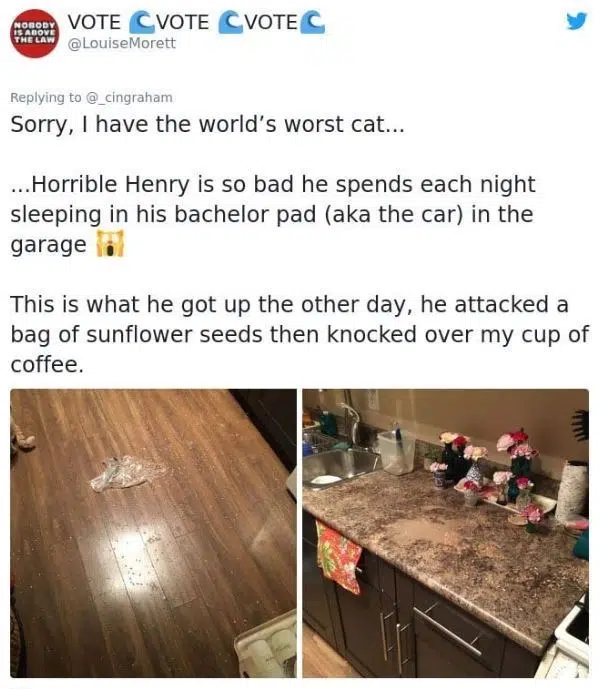 NOBODY
IS ABOVE
THE LAW
VOTE 🌊VOTE 🌊VOTE🌊
@LouiseMorett
Replying to @_cingraham
Sorry, I have the world’s worst cat...
...Horrible Henry is so bad he spends each night
sleeping in his bachelor pad (aka the car) in the
garage 🙀
This is what he got up the other day, he attacked a
bag of sunflower seeds then knocked over my cup of
coffee.